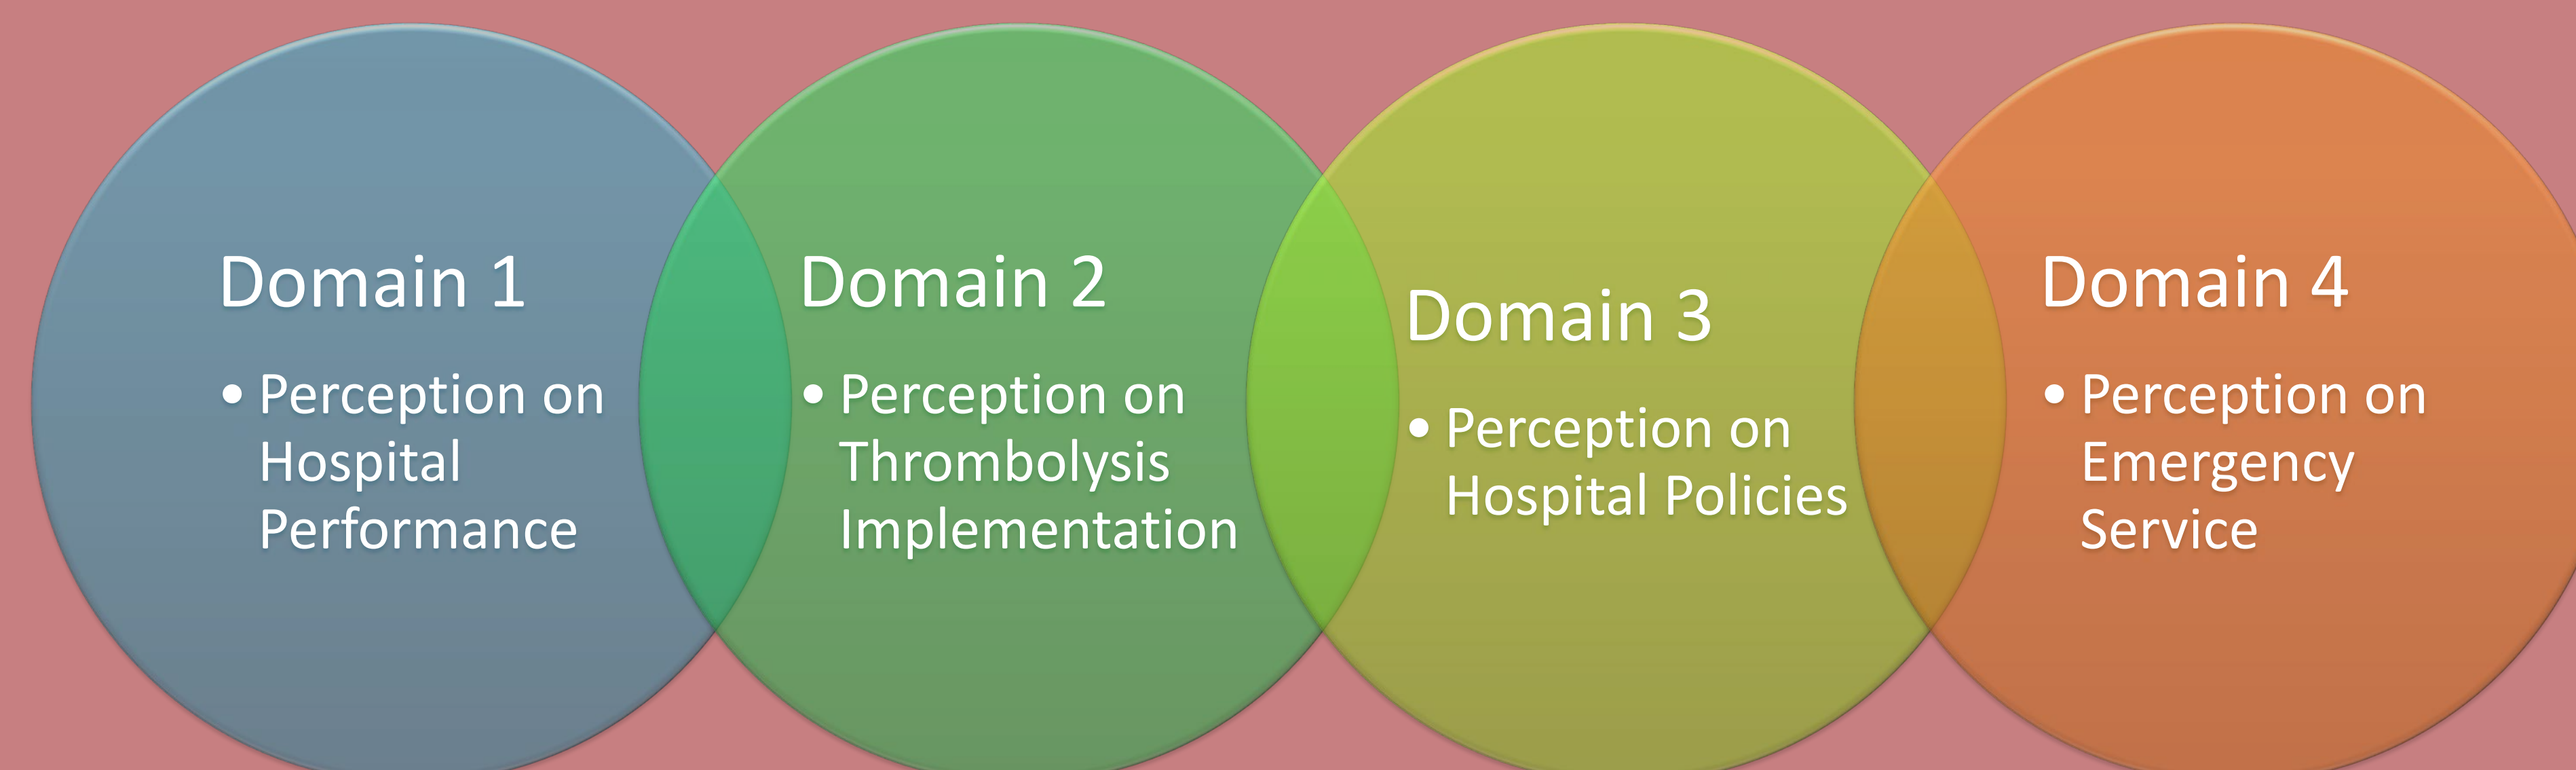 Domain 1
• Perception on
Hospital
Performance
Domain 2
• Perception on
Thrombolysis
Implementation
Domain 3
• Perception on
Hospital Policies
Domain 4
• Perception on
Emergency
Service